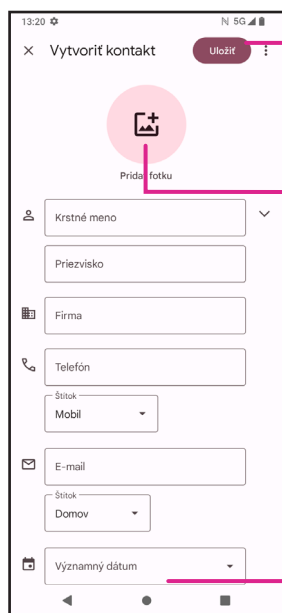 13:20 5G
Vytvoriť kontakt Uložiť
Pridať fotku
Krstné meno
Priezvisko
Firma
Telefón
Štítok
Mobil
E-mail
Štítok
Domov
Významný dátum